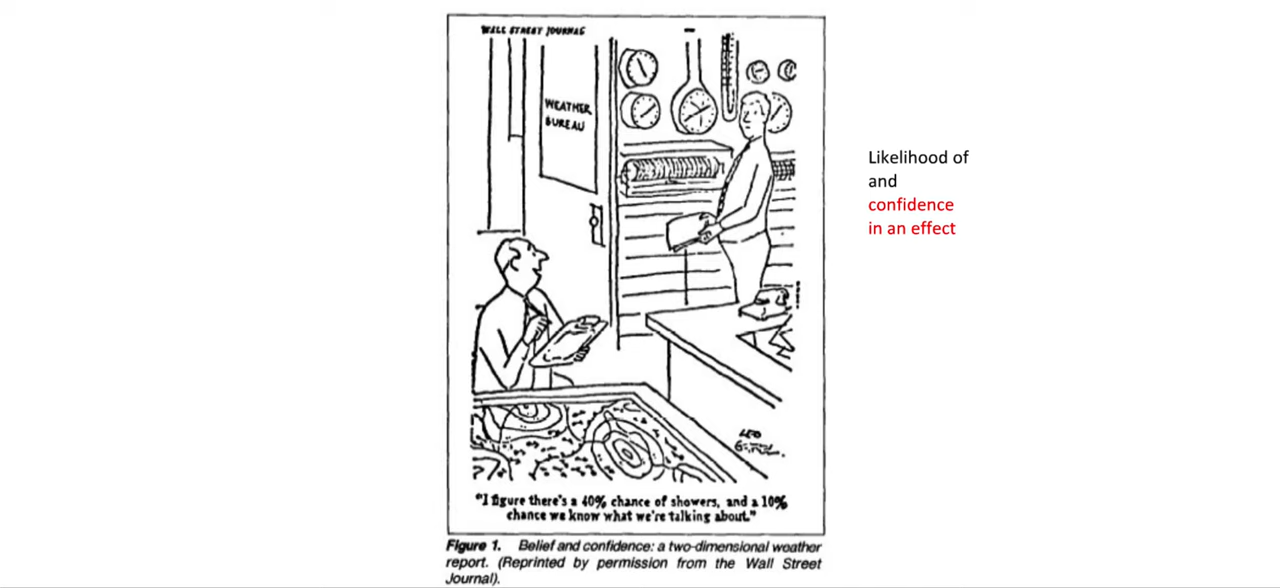 WALL STREET JOURNAL
WEATHER
BUREAU
LEO
"I figure there's a 40% chance of showers, and a 10%
chance we know what we're talking about."
Figure 1. Belief and confidence: a two-dimensional weather
report. (Reprinted by permission from the Wall Street
Journal).
Likelihood of
and
confidence
in an effect